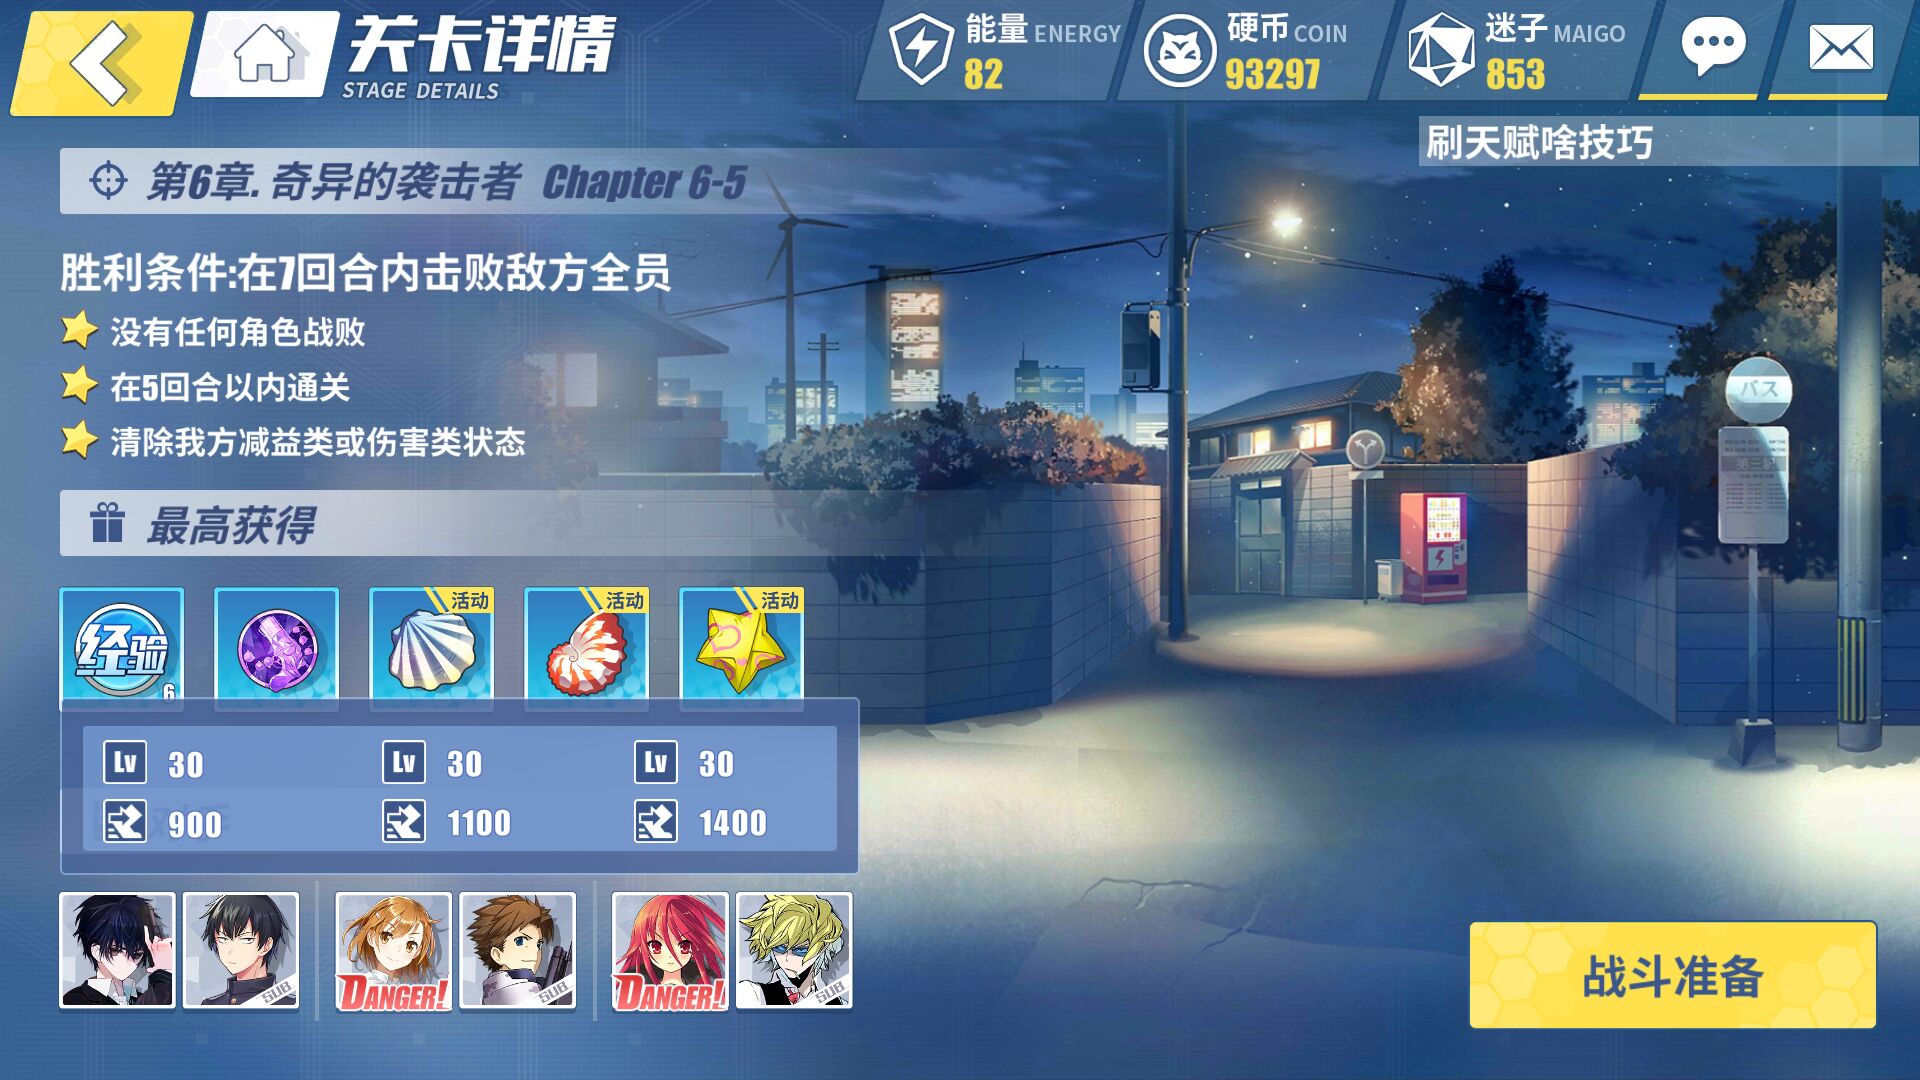 关卡详情
STAGE DETAILS
能量 ENERGY
82
硬币 COIN
93297
迷子 MAIGO
853
刷天赋啥技巧
第6章. 奇异的袭击者 Chapter 6-5
胜利条件:在7回合内击败敌方全员
没有任何角色战败
在5回合以内通关
清除我方减益类或伤害类状态
最高获得
经验
6
活动
活动
活动
Lv 30
Lv 30
Lv 30
900
1100
1400
バス
SUB
DANGER!
SUB
DANGER!
SUB
战斗准备